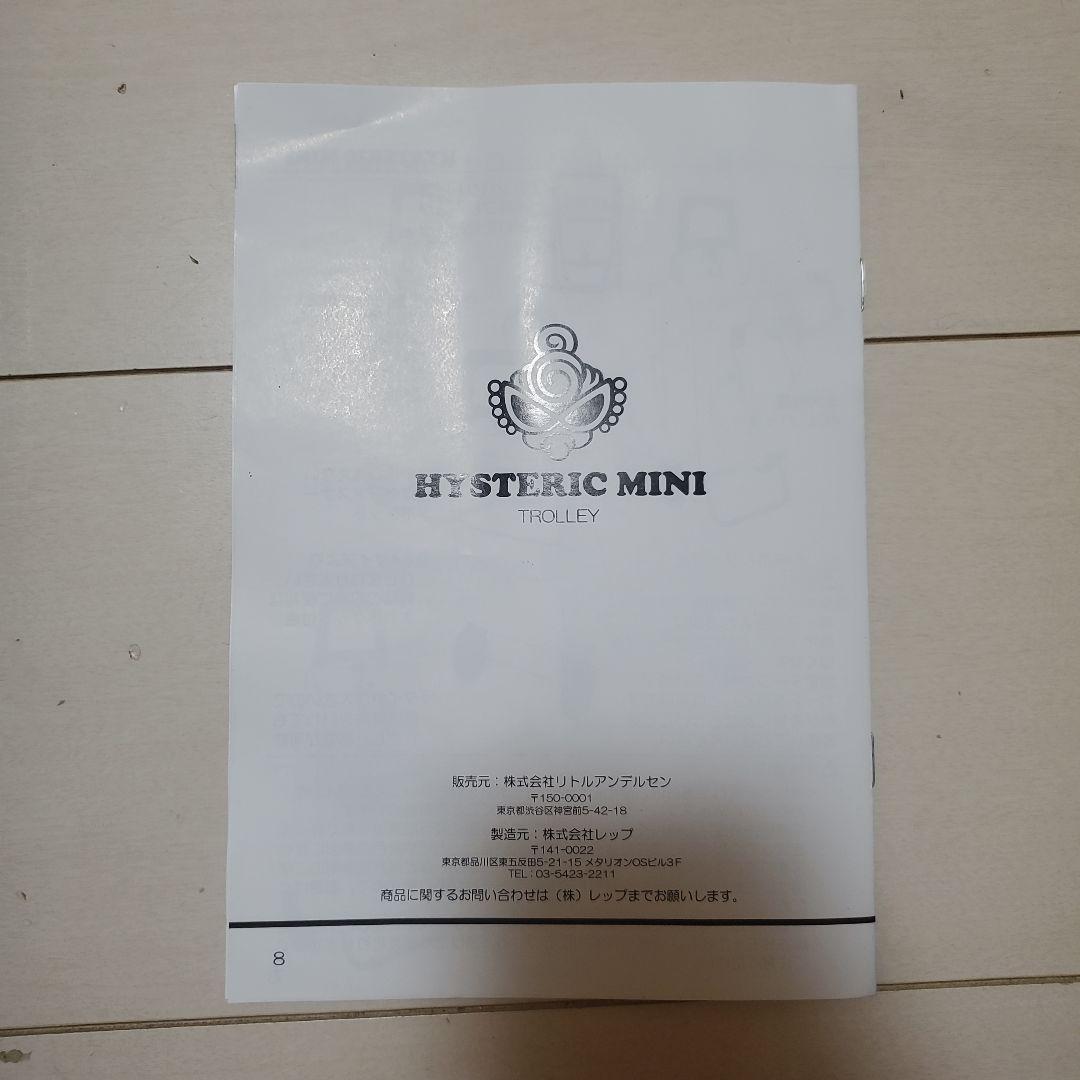 HYSTERIC MINI
TROLLEY
販売元：株式会社リトルアンデルセン
〒150-0001
東京都渋谷区神宮前5-42-18
製造元：株式会社レップ
〒141-0022
東京都品川区東五反田5-21-15 メタリオンOSビル3F
TEL：03-5423-2211
商品に関するお問い合わせは（株）レップまでお願いします。
8